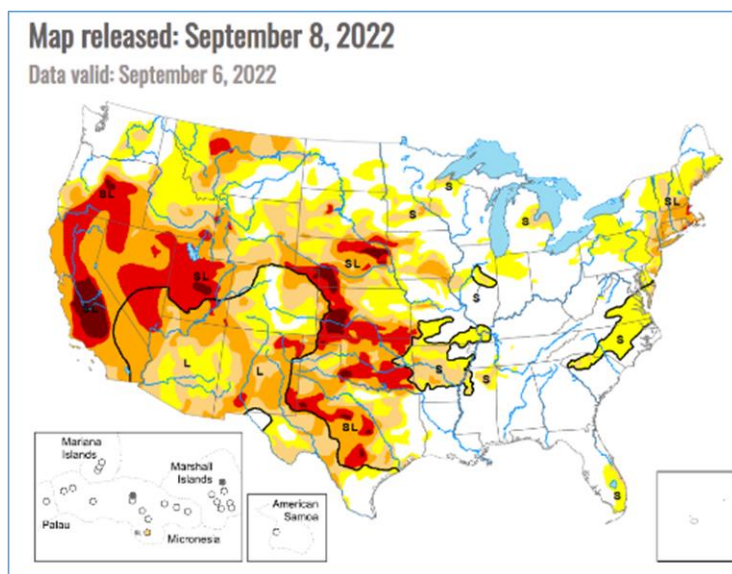 Map released: September 8, 2022
Data valid: September 6, 2022
SL
S
S
S
SL
SL
SL
S
S
L
L
S
S
SL
S
Mariana
Islands
Marshall
Islands
Palau
Micronesia
American
Samoa